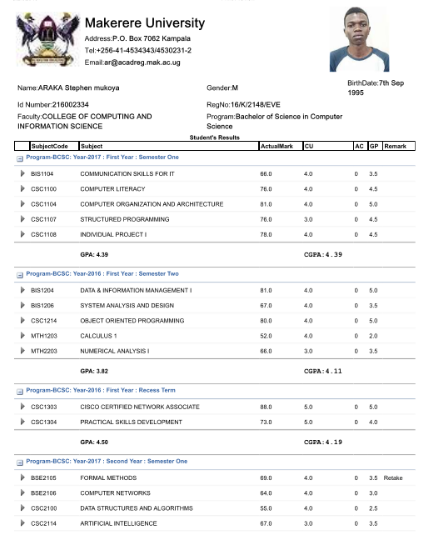 Makerere University
Address:P.O. Box 7062 Kampala
Tel:+256-41-4534343/4530231-2
Email:ar@acadreg.mak.ac.ug
Name:ARAKA Stephen mukoya Gender:M BirthDate:7th Sep 1995
Id Number:216002334 RegNo:16/K/2148/EVE
Faculty:COLLEGE OF COMPUTING AND INFORMATION SCIENCE Program:Bachelor of Science in Computer Science
Student's Results
SubjectCode Subject ActualMark CU AC GP Remark
Program-BCSC: Year-2017 : First Year : Semester One
BIS1104 COMMUNICATION SKILLS FOR IT 66.0 4.0 0 3.5
CSC1100 COMPUTER LITERACY 76.0 4.0 0 4.5
CSC1104 COMPUTER ORGANIZATION AND ARCHITECTURE 81.0 4.0 0 5.0
CSC1107 STRUCTURED PROGRAMMING 76.0 3.0 0 4.5
CSC1108 INDIVIDUAL PROJECT I 78.0 4.0 0 4.5
GPA: 4.39 CGPA:4.39
Program-BCSC: Year-2016 : First Year : Semester Two
BIS1204 DATA & INFORMATION MANAGEMENT I 81.0 4.0 0 5.0
BIS1206 SYSTEM ANALYSIS AND DESIGN 67.0 4.0 0 3.5
CSC1214 OBJECT ORIENTED PROGRAMMING 80.0 4.0 0 5.0
MTH1203 CALCULUS 1 52.0 4.0 0 2.0
MTH2203 NUMERICAL ANALYSIS I 66.0 3.0 0 3.5
GPA: 3.82 CGPA:4.11
Program-BCSC: Year-2016 : First Year : Recess Term
CSC1303 CISCO CERTIFIED NETWORK ASSOCIATE 88.0 5.0 0 5.0
CSC1304 PRACTICAL SKILLS DEVELOPMENT 73.0 5.0 0 4.0
GPA: 4.50 CGPA:4.19
Program-BCSC: Year-2017 : Second Year : Semester One
BSE2105 FORMAL METHODS 69.0 4.0 0 3.5 Retake
BSE2106 COMPUTER NETWORKS 64.0 4.0 0 3.0
CSC2100 DATA STRUCTURES AND ALGORITHMS 55.0 4.0 0 2.5
CSC2114 ARTIFICIAL INTELLIGENCE 67.0 3.0 0 3.5